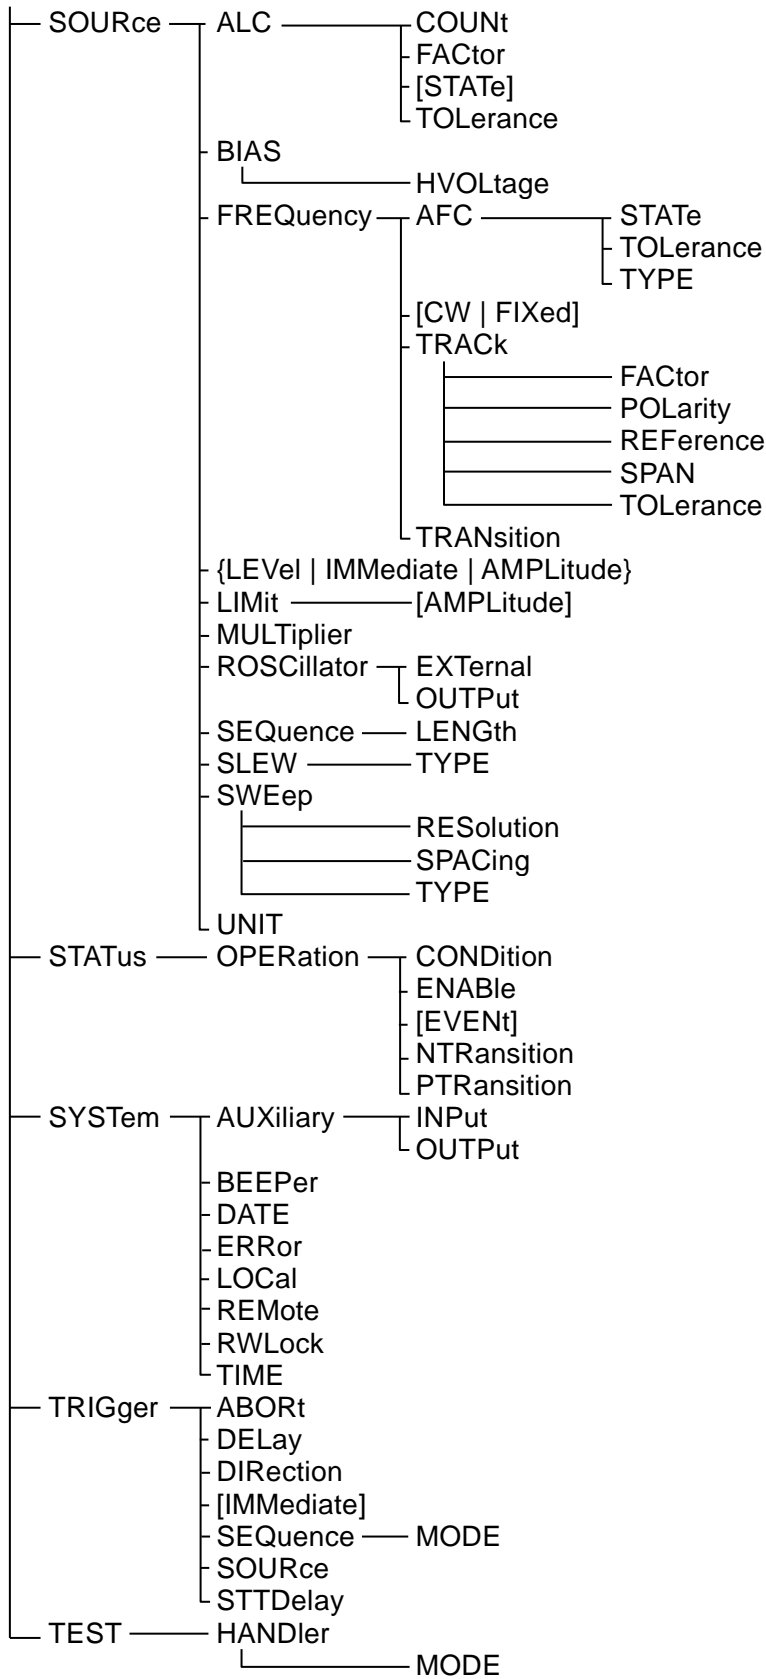 SOURce ALC COUNt
FACtor
[STATe]
TOLerance
BIAS
HVOLtage
FREQuency AFC STATe
TOLerance
TYPE
[CW | FIXed]
TRACk
FACtor
POLarity
REFerence
SPAN
TOLerance
TRANsition
{LEVel | IMMediate | AMPLitude}
LIMit [AMPLitude]
MULTiplier
ROSCillator EXTernal
OUTPut
SEQuence LENGth
SLEW TYPE
SWEep
RESolution
SPACing
TYPE
UNIT
STATus OPERation CONDition
ENABle
[EVENt]
NTRansition
PTRansition
SYSTem AUXiliary INPut
OUTPut
BEEPer
DATE
ERRor
LOCal
REMote
RWLock
TIME
TRIGger ABORt
DELay
DIRection
[IMMediate]
SEQuence MODE
SOURce
STTDelay
TEST HANDler
MODE